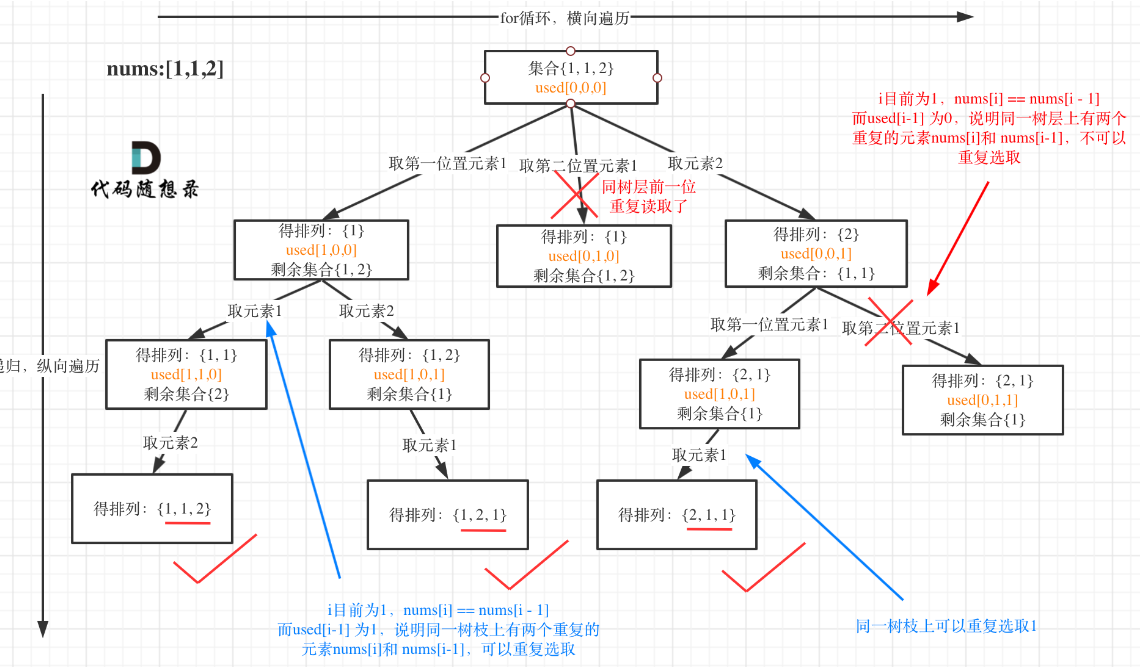 for循环，横向遍历
nums:[1,1,2]
集合{1, 1, 2}
used[0,0,0]
i目前为1，nums[i] == nums[i - 1]
而used[i-1] 为0，说明同一树层上有两个
重复的元素nums[i]和 nums[i-1]，不可以
重复选取
代码随想录
取第一位置元素1
取第二位置元素1
取元素2
同树层前一位
重复读取了
得排列：{1}
used[1,0,0]
剩余集合{1, 2}
得排列：{1}
used[0,1,0]
剩余集合{1, 2}
得排列：{2}
used[0,0,1]
剩余集合：{1, 1}
取元素1
取元素2
取第一位置元素1
取第二位置元素1
归，纵向遍历
得排列：{1, 1}
used[1,1,0]
剩余集合{2}
得排列：{1, 2}
used[1,0,1]
剩余集合{1}
得排列：{2, 1}
used[1,0,1]
剩余集合{1}
得排列：{2, 1}
used[0,1,1]
剩余集合{1}
取元素2
取元素1
取元素1
得排列：{1, 1, 2}
得排列：{1, 2, 1}
得排列：{2, 1, 1}
i目前为1，nums[i] == nums[i - 1]
而used[i-1] 为1，说明同一树枝上有两个重复的
元素nums[i]和 nums[i-1]，可以重复选取
同一树枝上可以重复选取1